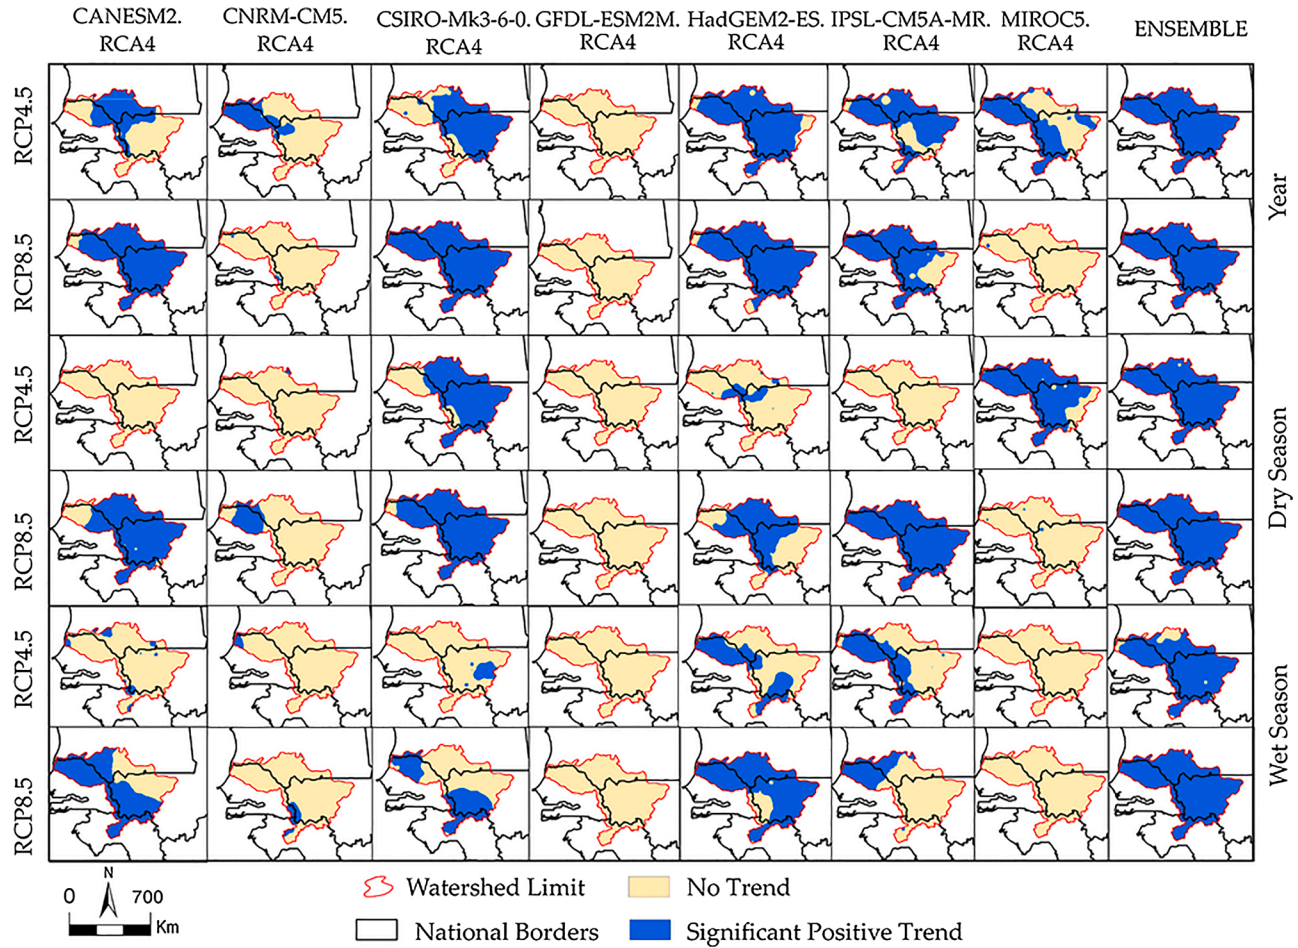 CANESM2.
RCA4
CNRM-CM5.
RCA4
CSIRO-Mk3-6-0.
RCA4
GFDL-ESM2M.
RCA4
HadGEM2-ES.
RCA4
IPSL-CM5A-MR.
RCA4
MIROC5.
RCA4
ENSEMBLE
RCP4.5
RCP8.5
Year
RCP4.5
RCP8.5
Dry Season
RCP4.5
RCP8.5
Wet Season
N
0 700
Km
Watershed Limit
No Trend
National Borders
Significant Positive Trend